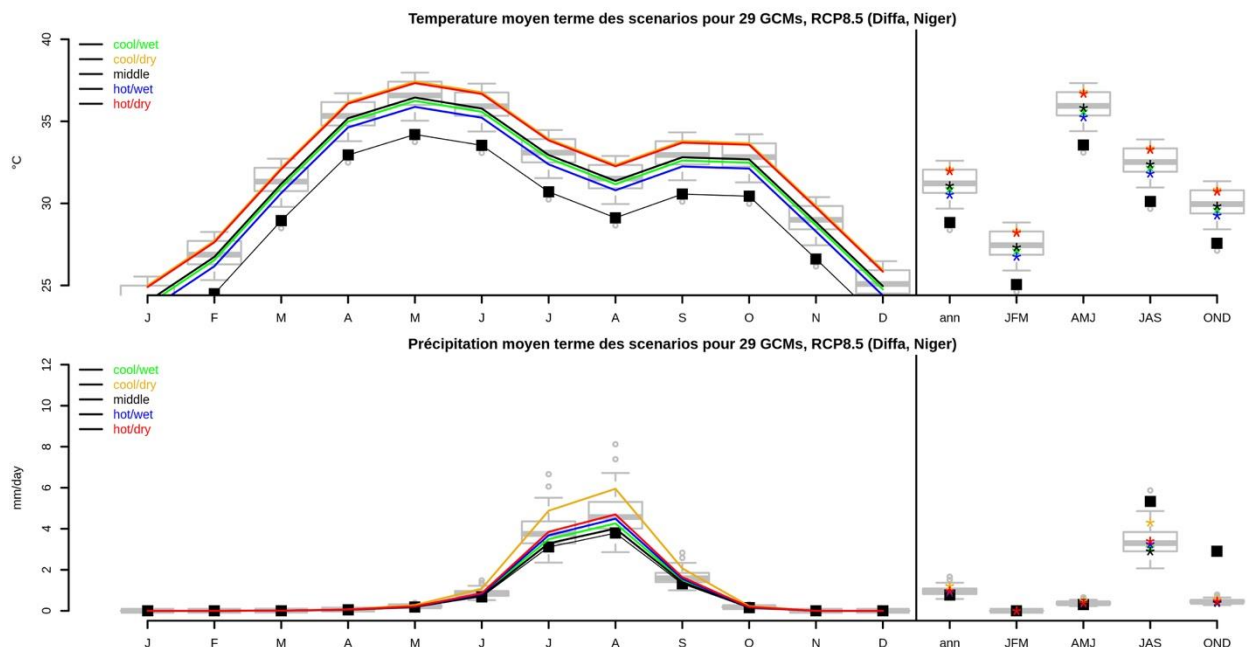 Temperature moyen terme des scenarios pour 29 GCMs, RCP8.5 (Diffa, Niger)
cool/wet
cool/dry
middle
hot/wet
hot/dry
°C
40
35
30
25
J F M A M J J A S O N D ann JFM AMJ JAS OND
Précipitation moyen terme des scenarios pour 29 GCMs, RCP8.5 (Diffa, Niger)
cool/wet
cool/dry
middle
hot/wet
hot/dry
mm/day
12
10
8
6
4
2
0
J F M A M J J A S O N D ann JFM AMJ JAS OND